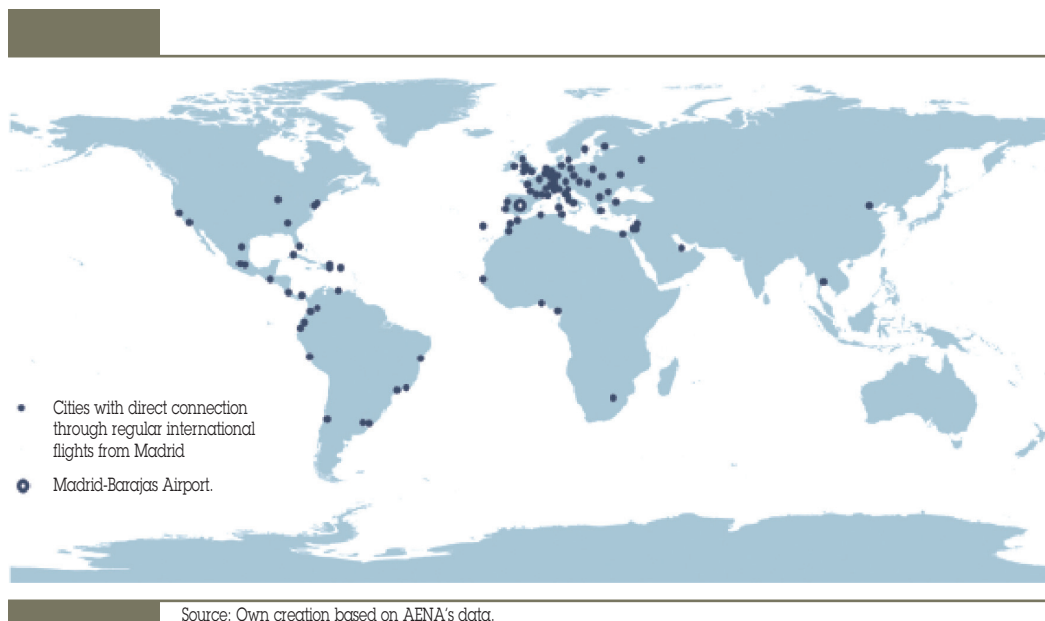 Cities with direct connection
through regular international
flights from Madrid
Madrid-Barajas Airport.
Source: Own creation based on AENA's data.